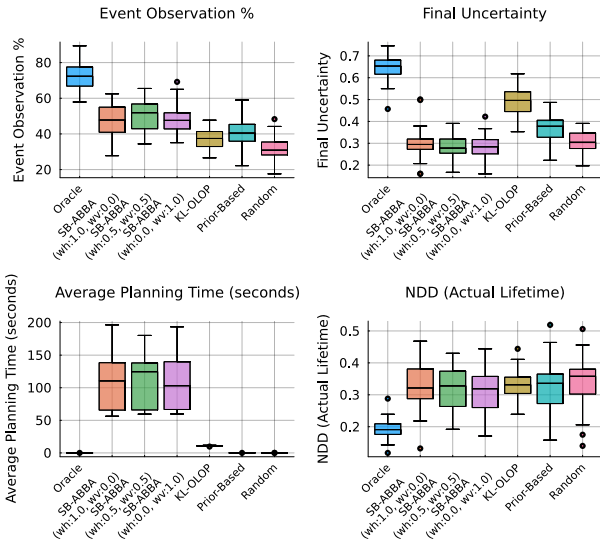 Event Observation %
Event Observation %
80
60
40
20
Oracle
SB-ABBA
(wh:1.0, wv:0.0)
SB-ABBA
(wh:0.5, wv:0.5)
SB-ABBA
(wh:0.0, wv:1.0)
KL-OLOP
Prior-Based
Random
Final Uncertainty
Final Uncertainty
0.7
0.6
0.5
0.4
0.3
0.2
Oracle
SB-ABBA
(wh:1.0, wv:0.0)
SB-ABBA
(wh:0.5, wv:0.5)
SB-ABBA
(wh:0.0, wv:1.0)
KL-OLOP
Prior-Based
Random
Average Planning Time (seconds)
Average Planning Time (seconds)
200
150
100
50
0
Oracle
SB-ABBA
(wh:1.0, wv:0.0)
SB-ABBA
(wh:0.5, wv:0.5)
SB-ABBA
(wh:0.0, wv:1.0)
KL-OLOP
Prior-Based
Random
NDD (Actual Lifetime)
NDD (Actual Lifetime)
0.5
0.4
0.3
0.2
Oracle
SB-ABBA
(wh:1.0, wv:0.0)
SB-ABBA
(wh:0.5, wv:0.5)
SB-ABBA
(wh:0.0, wv:1.0)
KL-OLOP
Prior-Based
Random